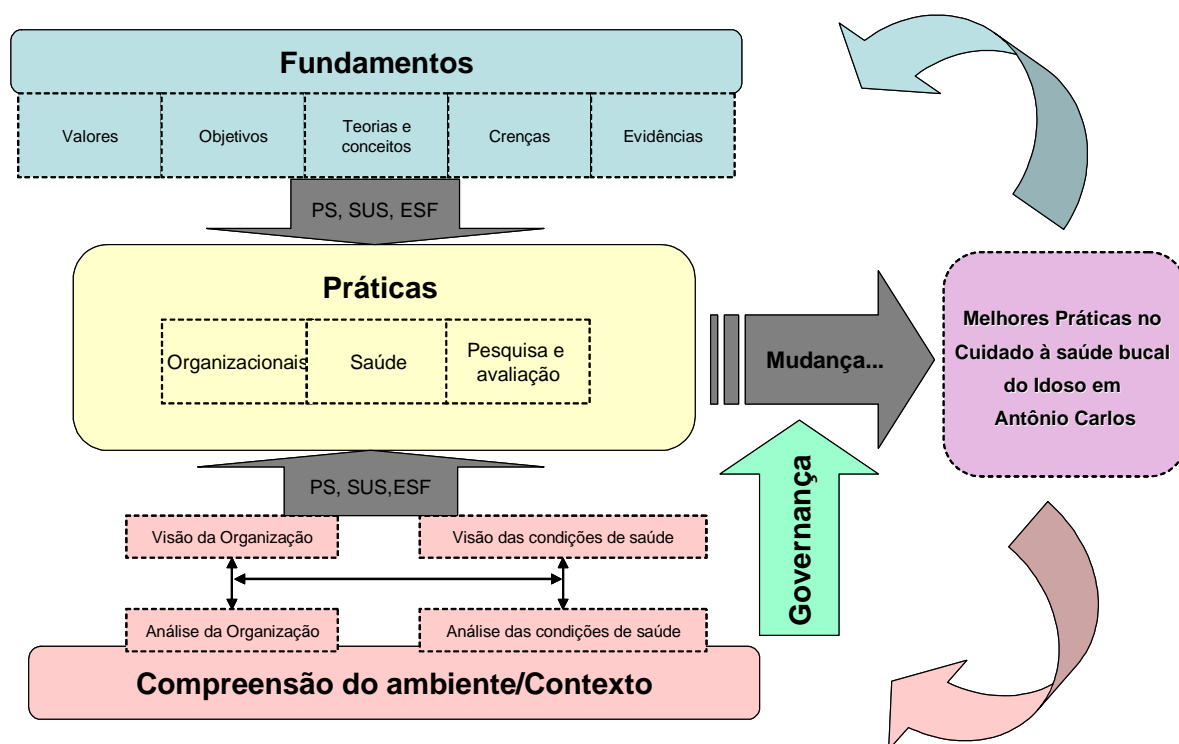 Fundamentos
Valores
Objetivos
Teorias e
conceitos
Crenças
Evidências
PS, SUS, ESF
Práticas
Organizacionais
Saúde
Pesquisa e
avaliação
Mudança...
Melhores Práticas no
Cuidado à saúde bucal
do Idoso em
Antônio Carlos
Governança
PS, SUS,ESF
Visão da Organização
Visão das condições de saúde
Análise da Organização
Análise das condições de saúde
Compreensão do ambiente/Contexto